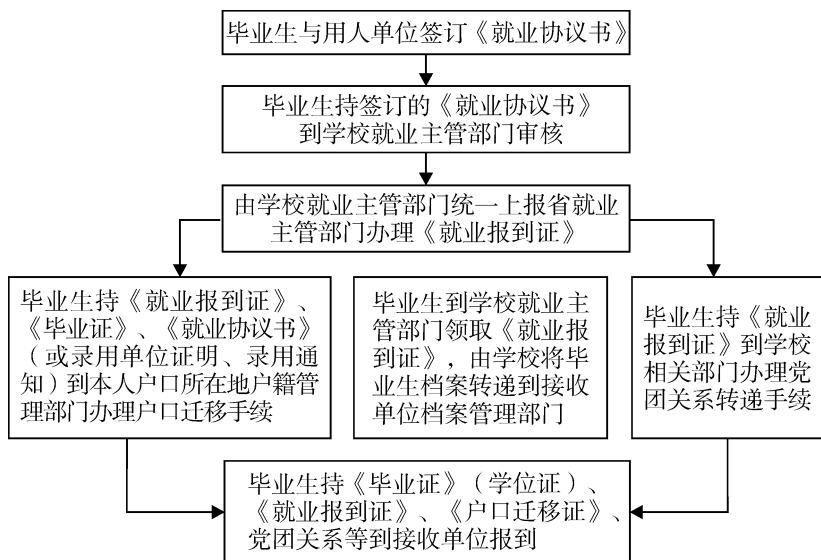 毕业生与用人单位签订《就业协议书》
毕业生持签订的《就业协议书》
到学校就业主管部门审核
由学校就业主管部门统一上报省就业
主管部门办理《就业报到证》
毕业生持《就业报到证》、
《毕业证》、《就业协议书》
（或录用单位证明、录用通
知）到本人户口所在地户籍管
理部门办理户口迁移手续
毕业生到学校就业主
管部门领取《就业报
到证》，由学校将毕
业生档案转递到接收
单位档案管理部门
毕业生持《就业
报到证》到学校
相关部门办理党
团关系转递手续
毕业生持《毕业证》（学位证）、
《就业报到证》、《户口迁移证》、
党团关系等到接收单位报到